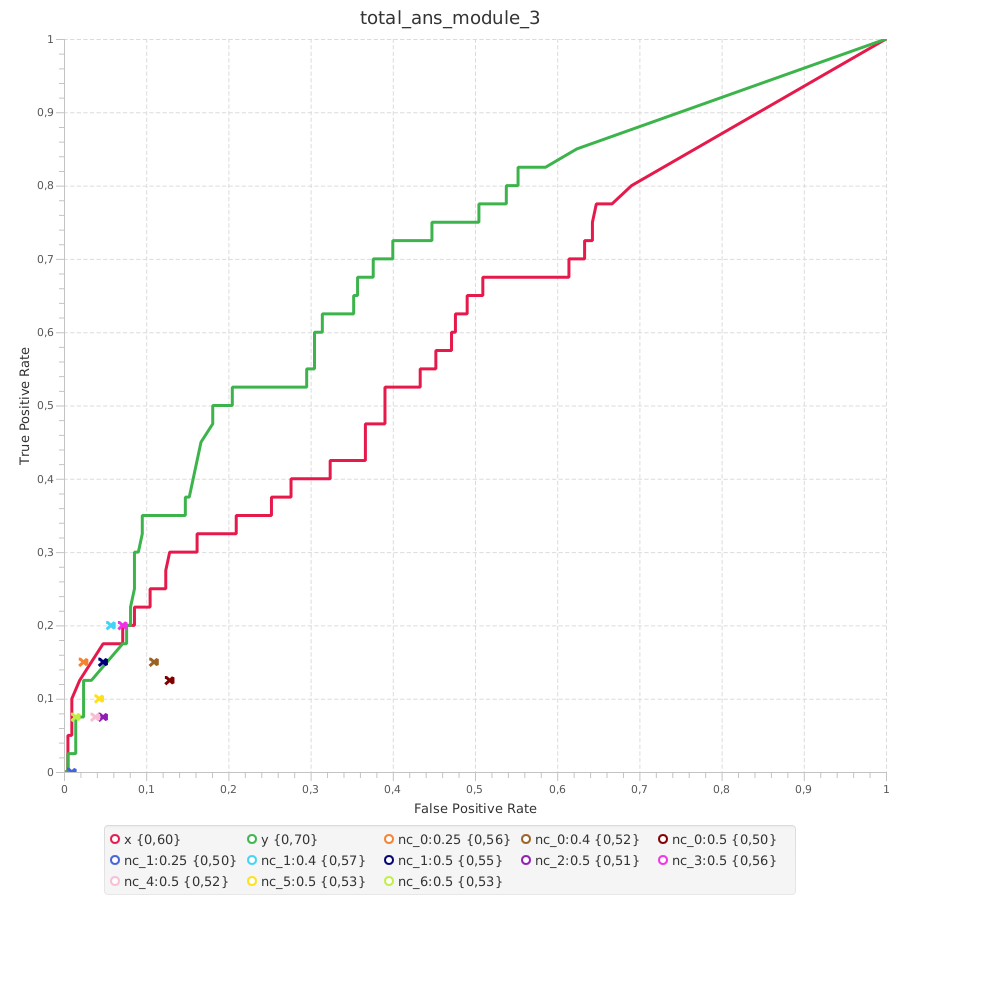 total_ans_module_3
1
0,9
0,8
0,7
0,6
0,5
0,4
0,3
0,2
0,1
0
True Positive Rate
0 0,1 0,2 0,3 0,4 0,5 0,6 0,7 0,8 0,9 1
False Positive Rate
x {0,60} y {0,70} nc_0:0.25 {0,56} nc_0:0.4 {0,52} nc_0:0.5 {0,50}
nc_1:0.25 {0,50} nc_1:0.4 {0,57} nc_1:0.5 {0,55} nc_2:0.5 {0,51} nc_3:0.5 {0,56}
nc_4:0.5 {0,52} nc_5:0.5 {0,53} nc_6:0.5 {0,53}